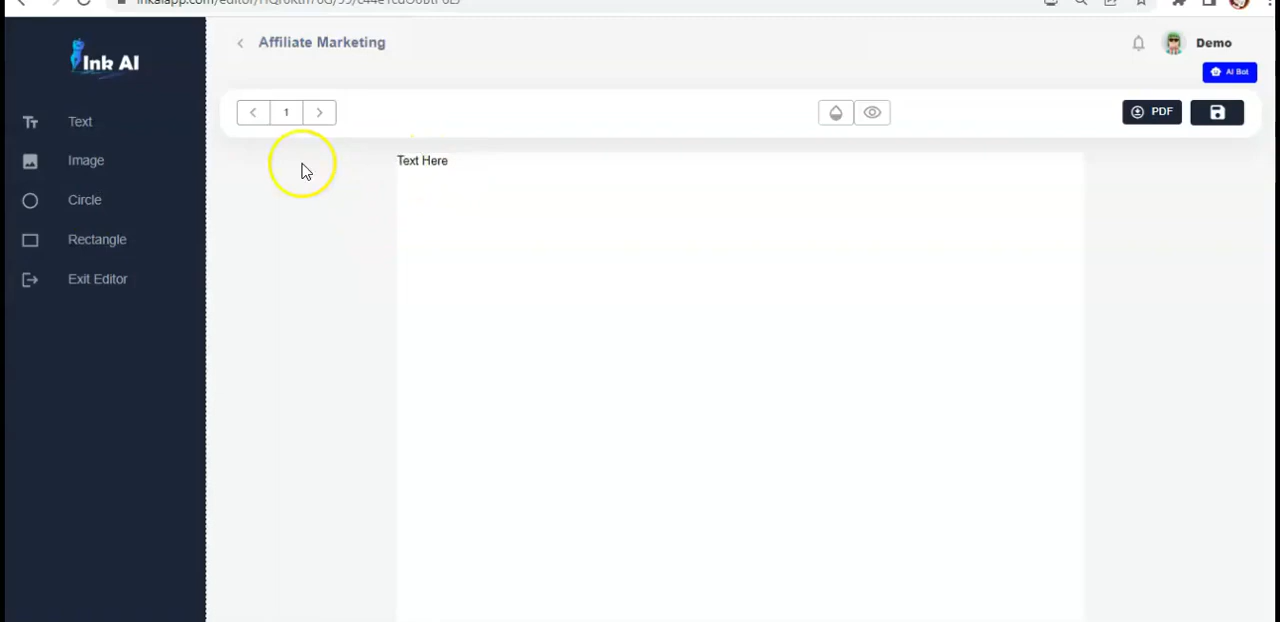 Affiliate Marketing
Demo
AI Bot
Ink AI
1
PDF
Text
Text Here
Image
Circle
Rectangle
Exit Editor